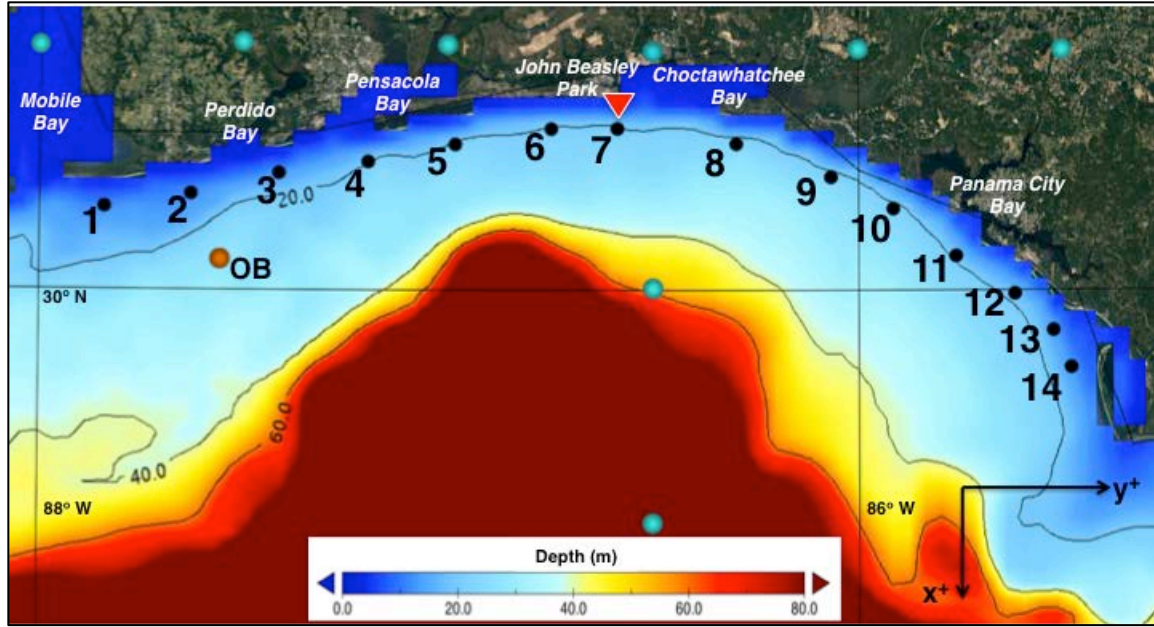 Mobile
Bay
Perdido
Bay
Pensacola
Bay
John Beasley
Park
Choctawhatchee
Bay
Panama City
Bay
1
2
3
4
5
6
7
8
9
10
11
12
13
14
20.0
OB
30° N
60.0
40.0
88° W
86° W
y+
x+
Depth (m)
0.0 20.0 40.0 60.0 80.0